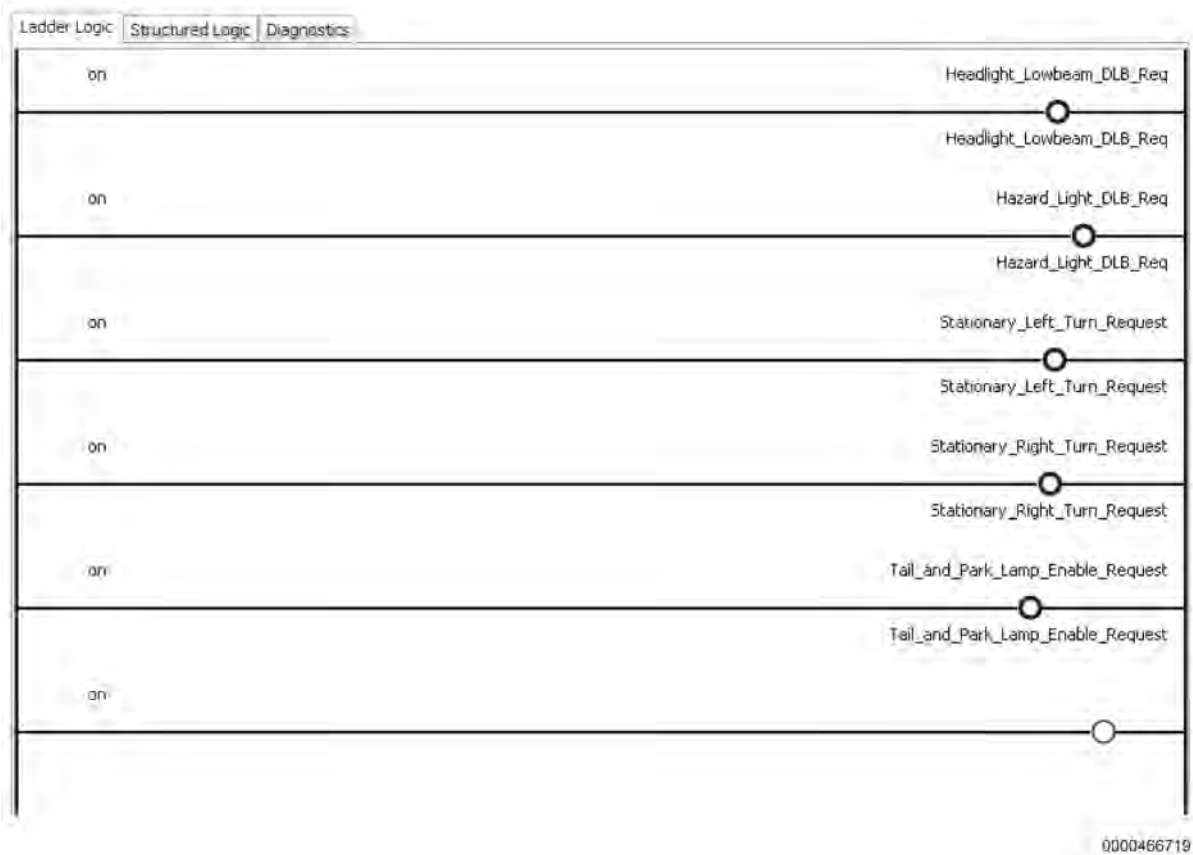 Ladder Logic Structured Logic Diagnostics
on Headlight_Lowbeam_DLB_Req
Headlight_Lowbeam_DLB_Req
on Hazard_Light_DLB_Req
Hazard_Light_DLB_Req
on Stationary_Left_Turn_Request
Stationary_Left_Turn_Request
on Stationary_Right_Turn_Request
Stationary_Right_Turn_Request
on Tail_and_Park_Lamp_Enable_Request
Tail_and_Park_Lamp_Enable_Request
on
0000466719